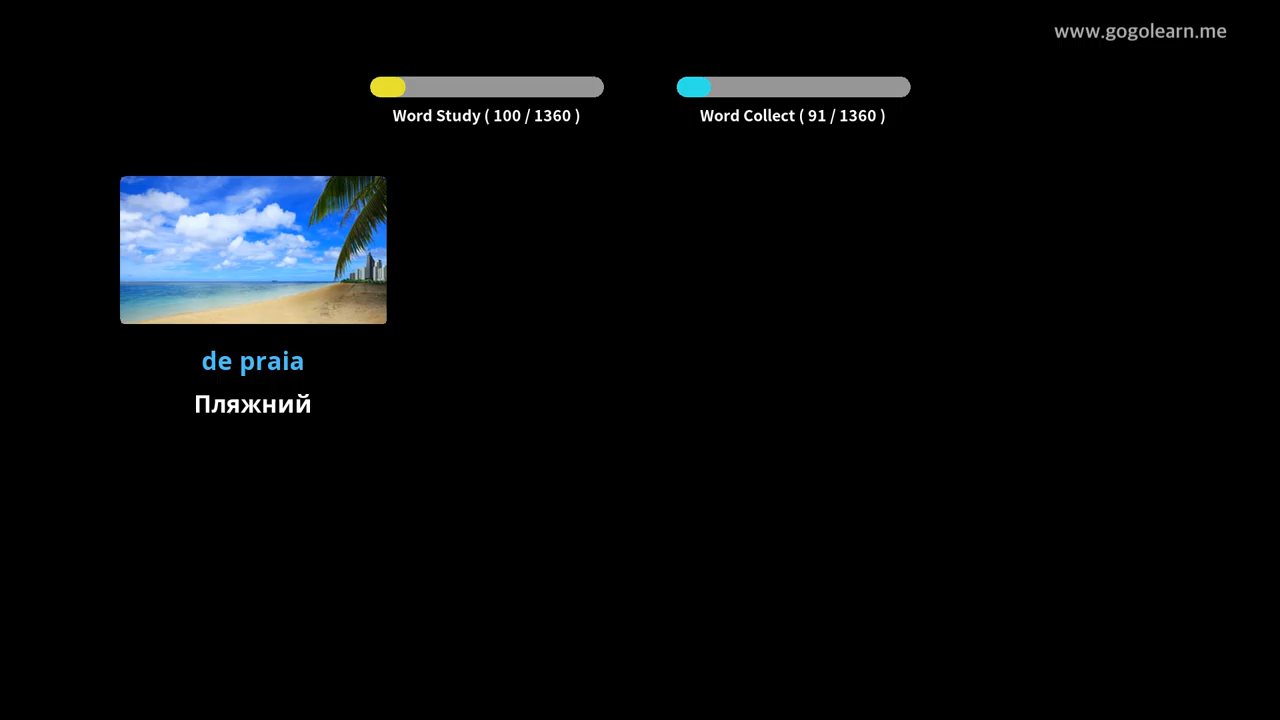 www.gogolearn.me
Word Study ( 100 / 1360 )
Word Collect ( 91 / 1360 )
de praia
Пляжний